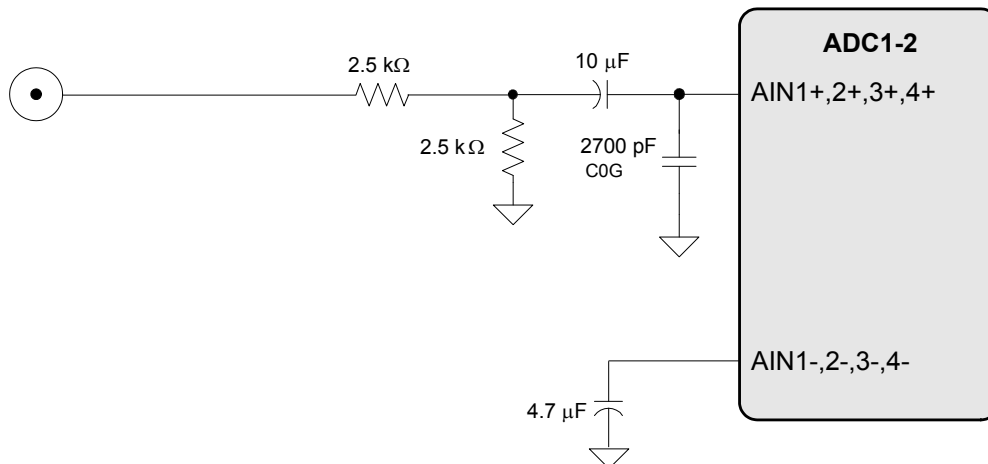 ADC1-2
10 μF
2.5 kΩ
AIN1+,2+,3+,4+
2.5 kΩ
2700 pF
C0G
AIN1-,2-,3-,4-
4.7 μF